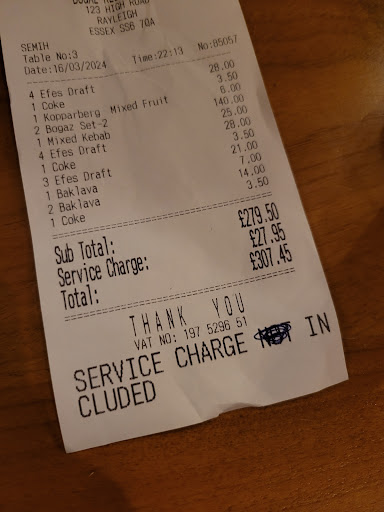 123 HIGH ROAD
RAYLEIGH
ESSEX SS6 7QA
SEMIH
Table No:3 Time:22:13 No:85057
Date:16/03/2024
4 Efes Draft 28.00
1 Coke 3.50
1 Kopparberg Mixed Fruit 6.00
2 Bogaz Set-2 140.00
1 Mixed Kebab 25.00
4 Efes Draft 28.00
1 Coke 3.50
3 Efes Draft 21.00
1 Baklava 7.00
2 Baklava 14.00
1 Coke 3.50
Sub Total: £279.50
Service Charge: £27.95
Total: £307.45
THANK YOU
VAT NO: 197 5296 51
SERVICE CHARGE IN
CLUDED